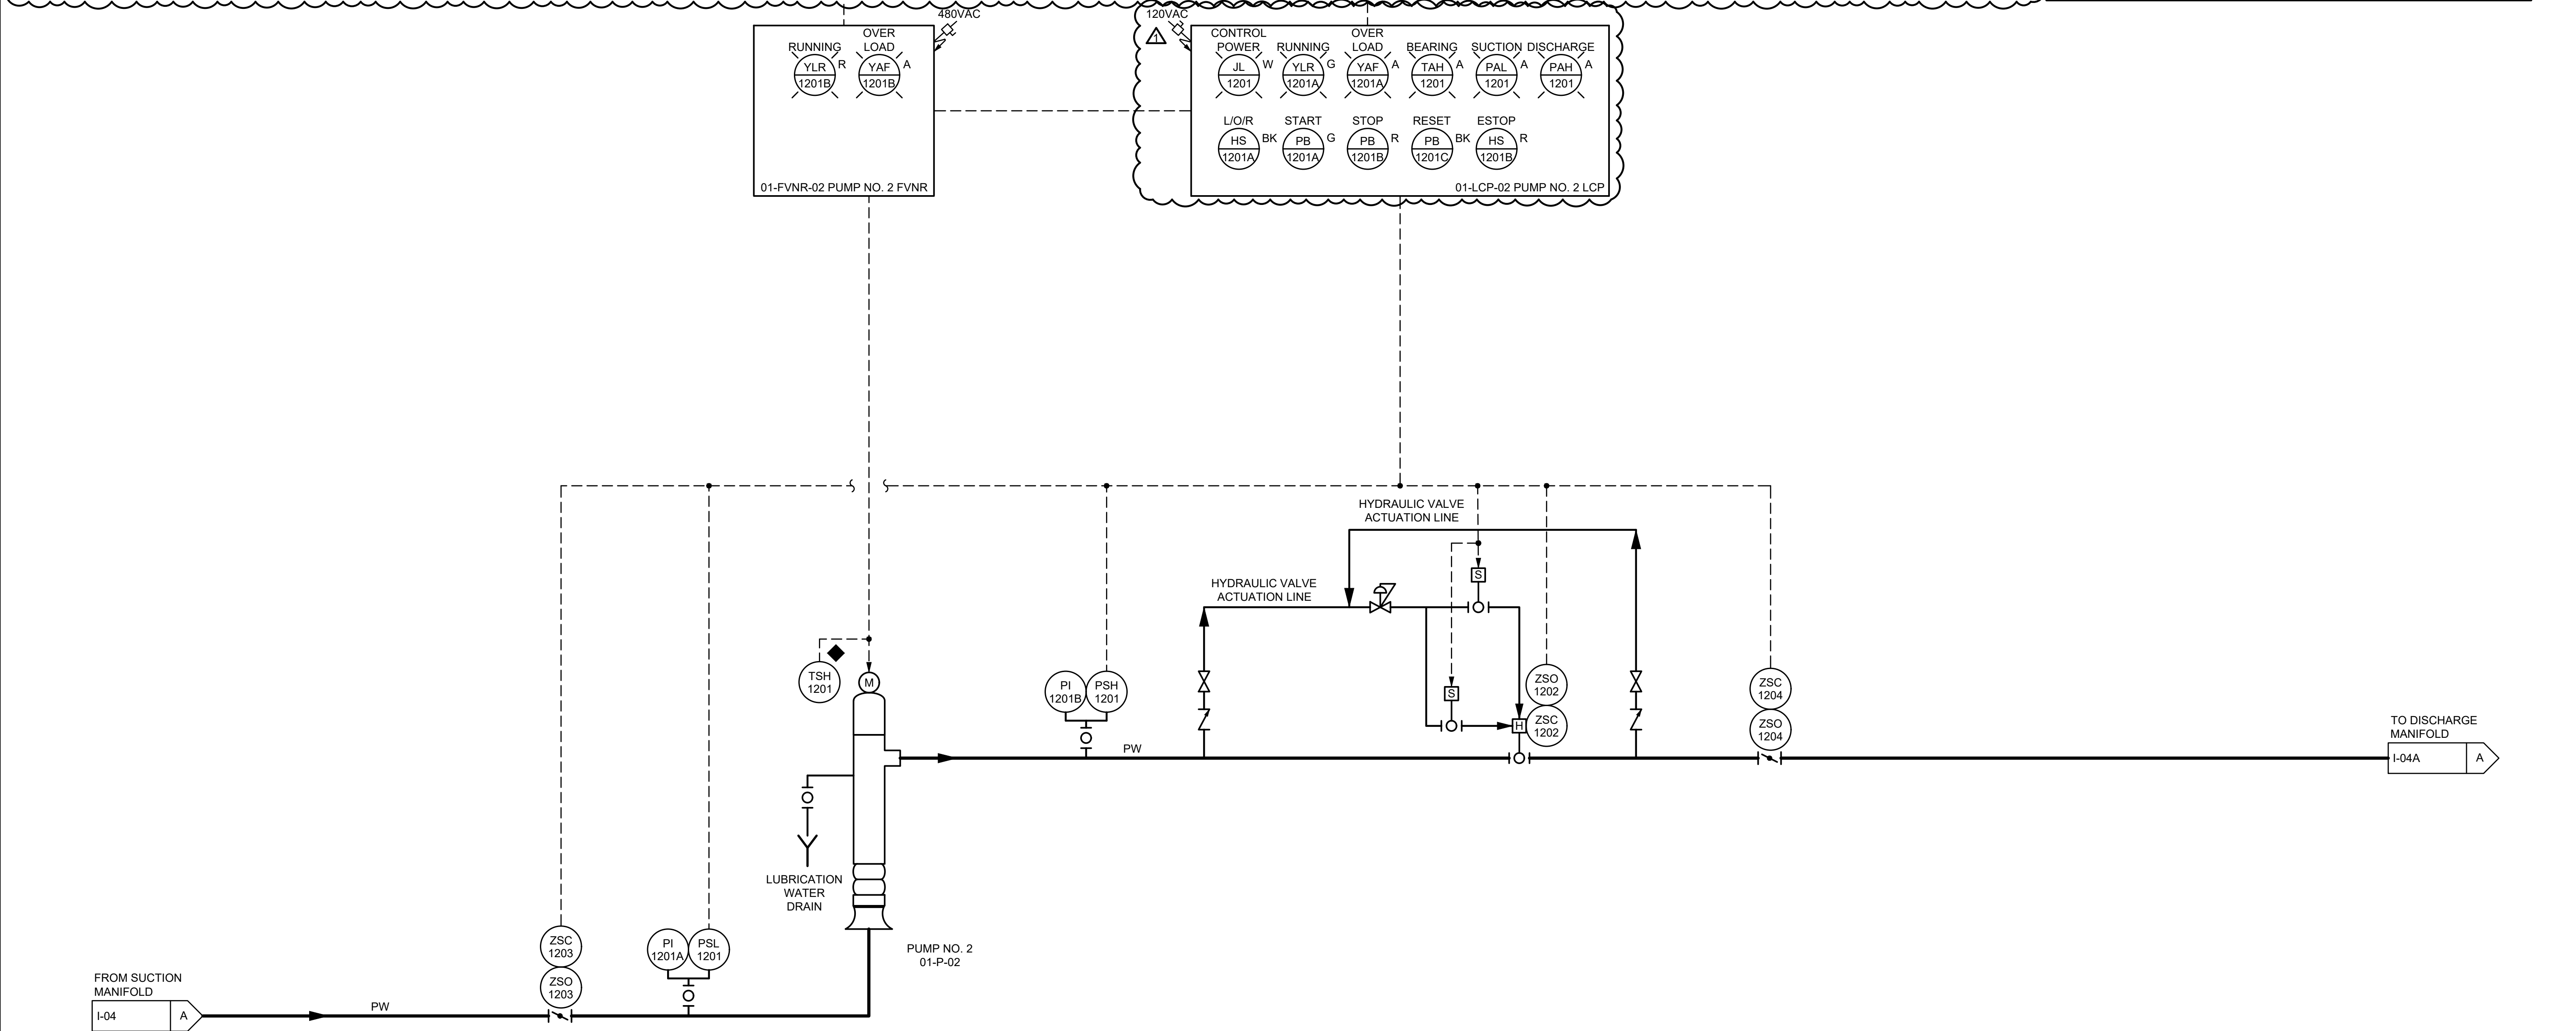 480VAC
OVER
LOAD
RUNNING
YLR
1201B
R
YAF
1201B
A
01-FVNR-02 PUMP NO. 2 FVNR
120VAC
1
CONTROL
POWER
JL
1201
W
RUNNING
YLR
1201A
G
OVER
LOAD
YAF
1201A
A
BEARING
TAH
1201
A
SUCTION
PAL
1201
A
DISCHARGE
PAH
1201
A
L/O/R
HS
1201A
BK
START
PB
1201A
G
STOP
PB
1201B
R
RESET
PB
1201C
BK
ESTOP
HS
1201B
R
01-LCP-02 PUMP NO. 2 LCP
HYDRAULIC VALVE
ACTUATION LINE
HYDRAULIC VALVE
ACTUATION LINE
S
S
H
TSH
1201
M
PI
1201B
PSH
1201
ZSO
1202
ZSC
1202
ZSC
1204
ZSO
1204
PW
TO DISCHARGE
MANIFOLD
I-04A
A
LUBRICATION
WATER
DRAIN
PUMP NO. 2
01-P-02
ZSC
1203
ZSO
1203
PI
1201A
PSL
1201
FROM SUCTION
MANIFOLD
I-04
A
PW